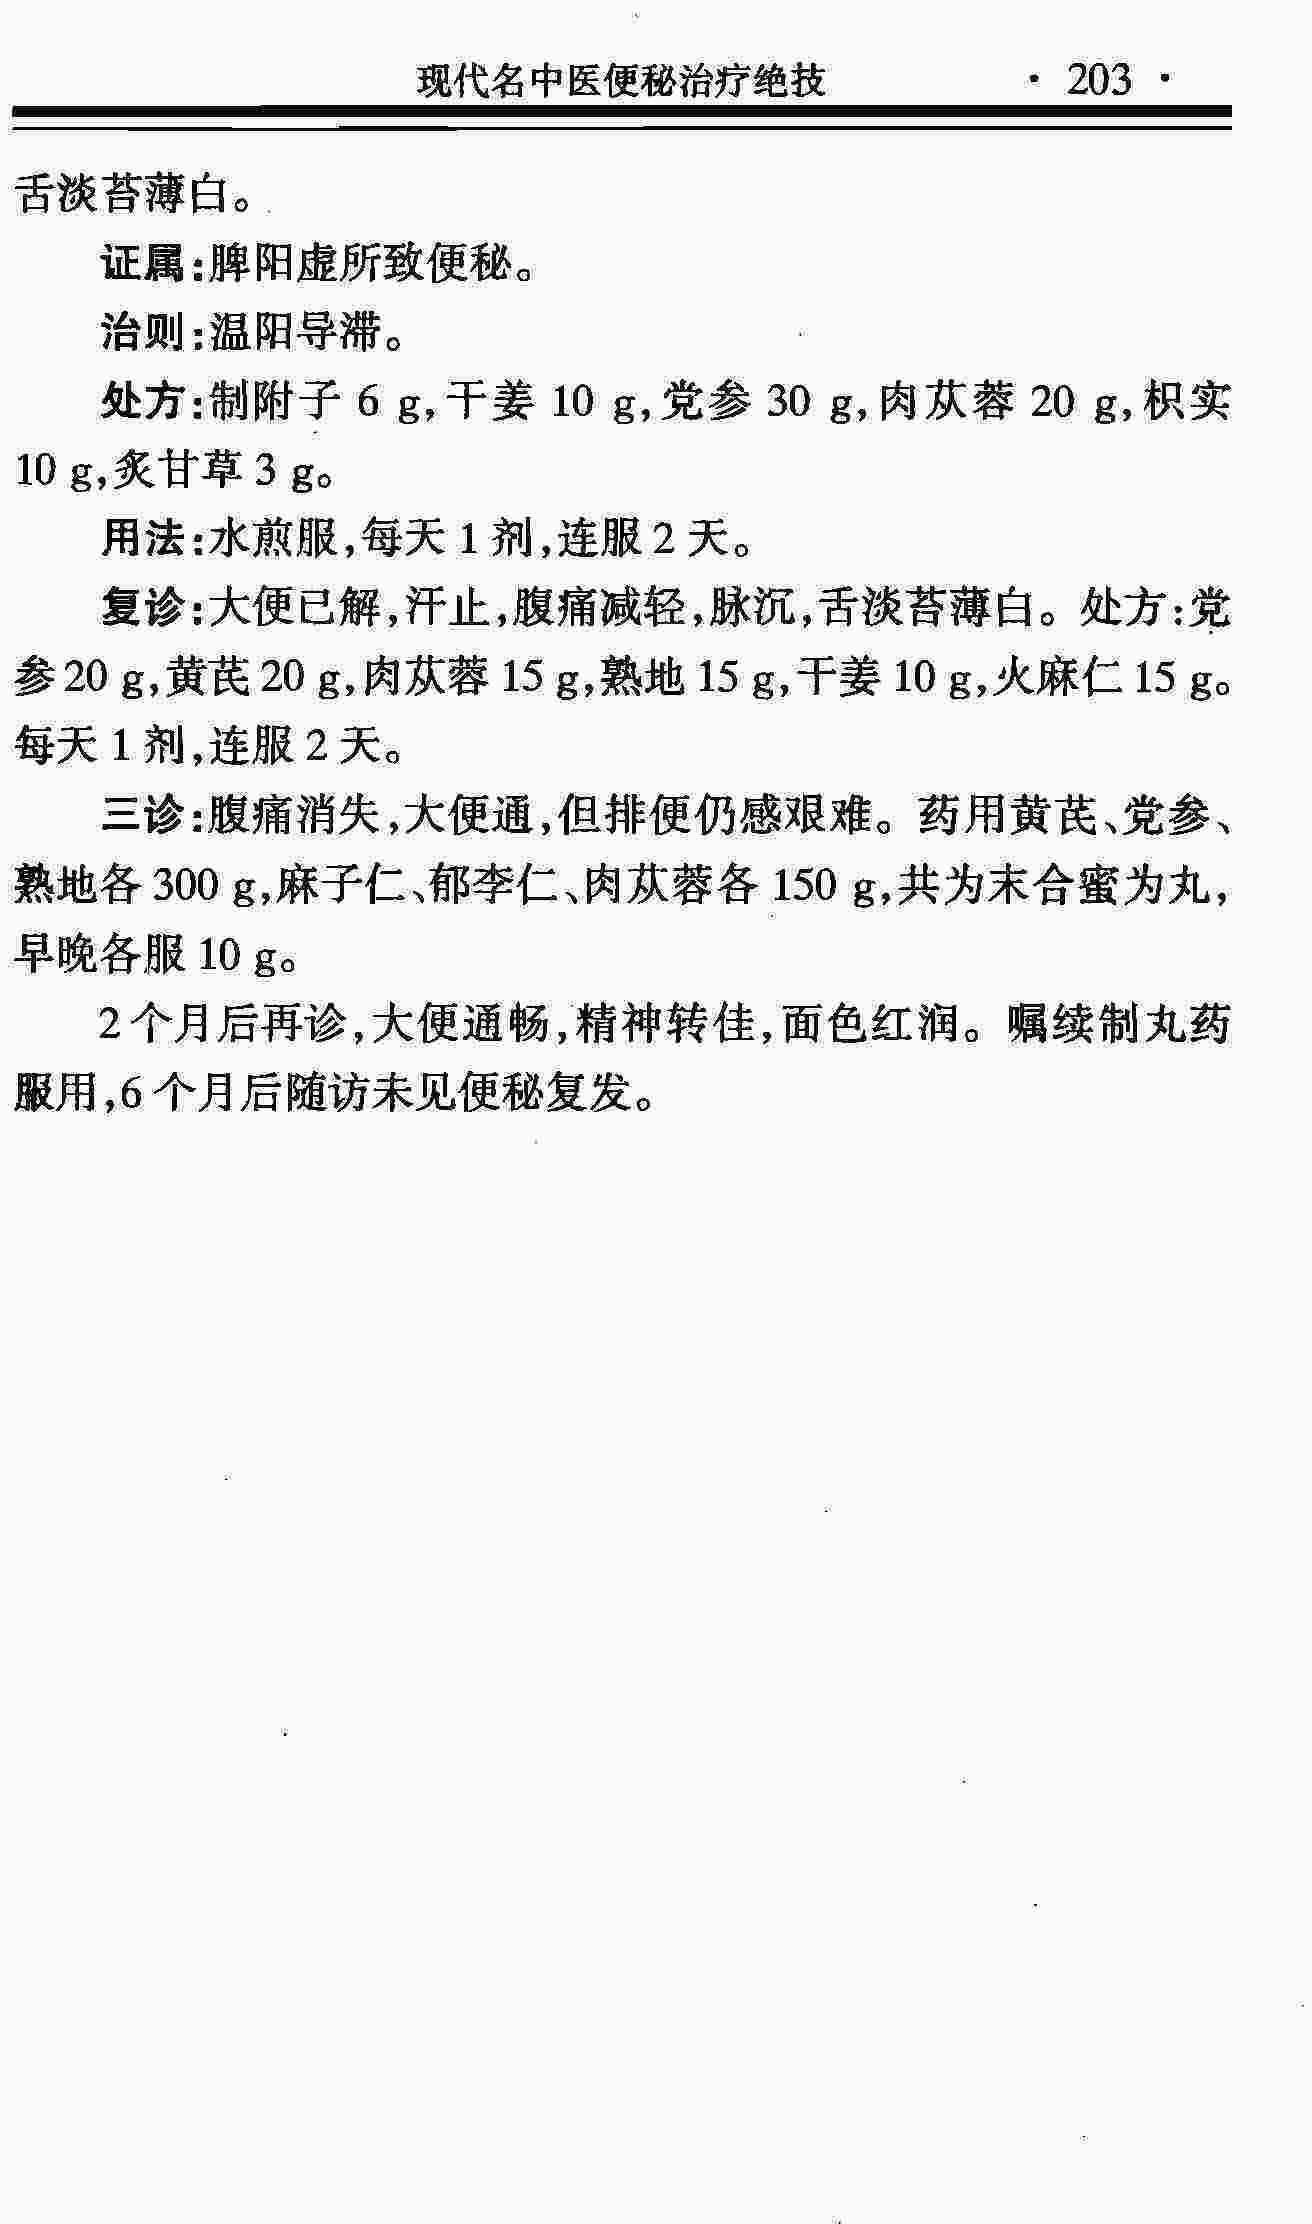 现代名中医便秘治疗绝技 · 203 ·
舌淡苔薄白。
证属:脾阳虚所致便秘。
治则:温阳导滞。
处方:制附子 6 g,干姜 10 g,党参 30 g,肉苁蓉 20 g,枳实
10 g,炙甘草 3 g。
用法:水煎服,每天 1 剂,连服 2 天。
复诊:大便已解,汗止,腹痛减轻,脉沉,舌淡苔薄白。处方:党
参 20 g,黄芪 20 g,肉苁蓉 15 g,熟地 15 g,干姜 10 g,火麻仁 15 g。
每天 1 剂,连服 2 天。
三诊:腹痛消失,大便通,但排便仍感艰难。药用黄芪、党参、
熟地各 300 g,麻子仁、郁李仁、肉苁蓉各 150 g,共为末合蜜为丸,
早晚各服 10 g。
2 个月后再诊,大便通畅,精神转佳,面色红润。嘱续制丸药
服用,6 个月后随访未见便秘复发。